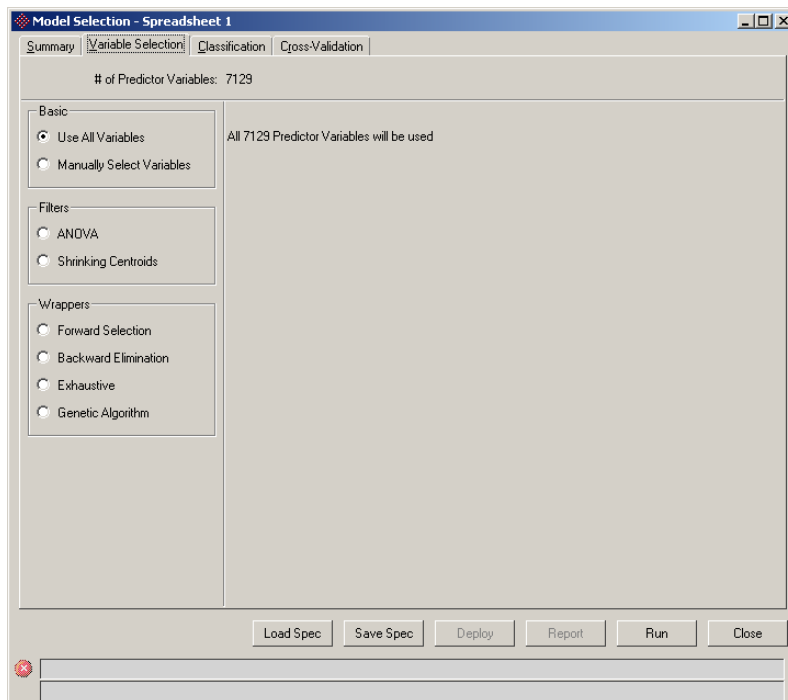 Model Selection - Spreadsheet 1
Summary Variable Selection Classification Cross-Validation
# of Predictor Variables: 7129
Basic
Use All Variables
All 7129 Predictor Variables will be used
Manually Select Variables
Filters
ANOVA
Shrinking Centroids
Wrappers
Forward Selection
Backward Elimination
Exhaustive
Genetic Algorithm
Load Spec Save Spec Deploy Report Run Close